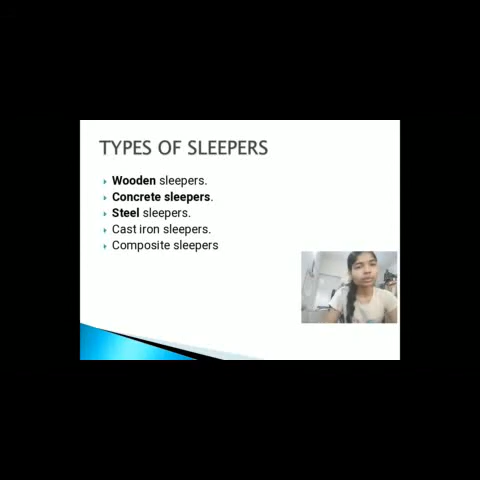 TYPES OF SLEEPERS
Wooden sleepers.
Concrete sleepers.
Steel sleepers.
Cast iron sleepers.
Composite sleepers